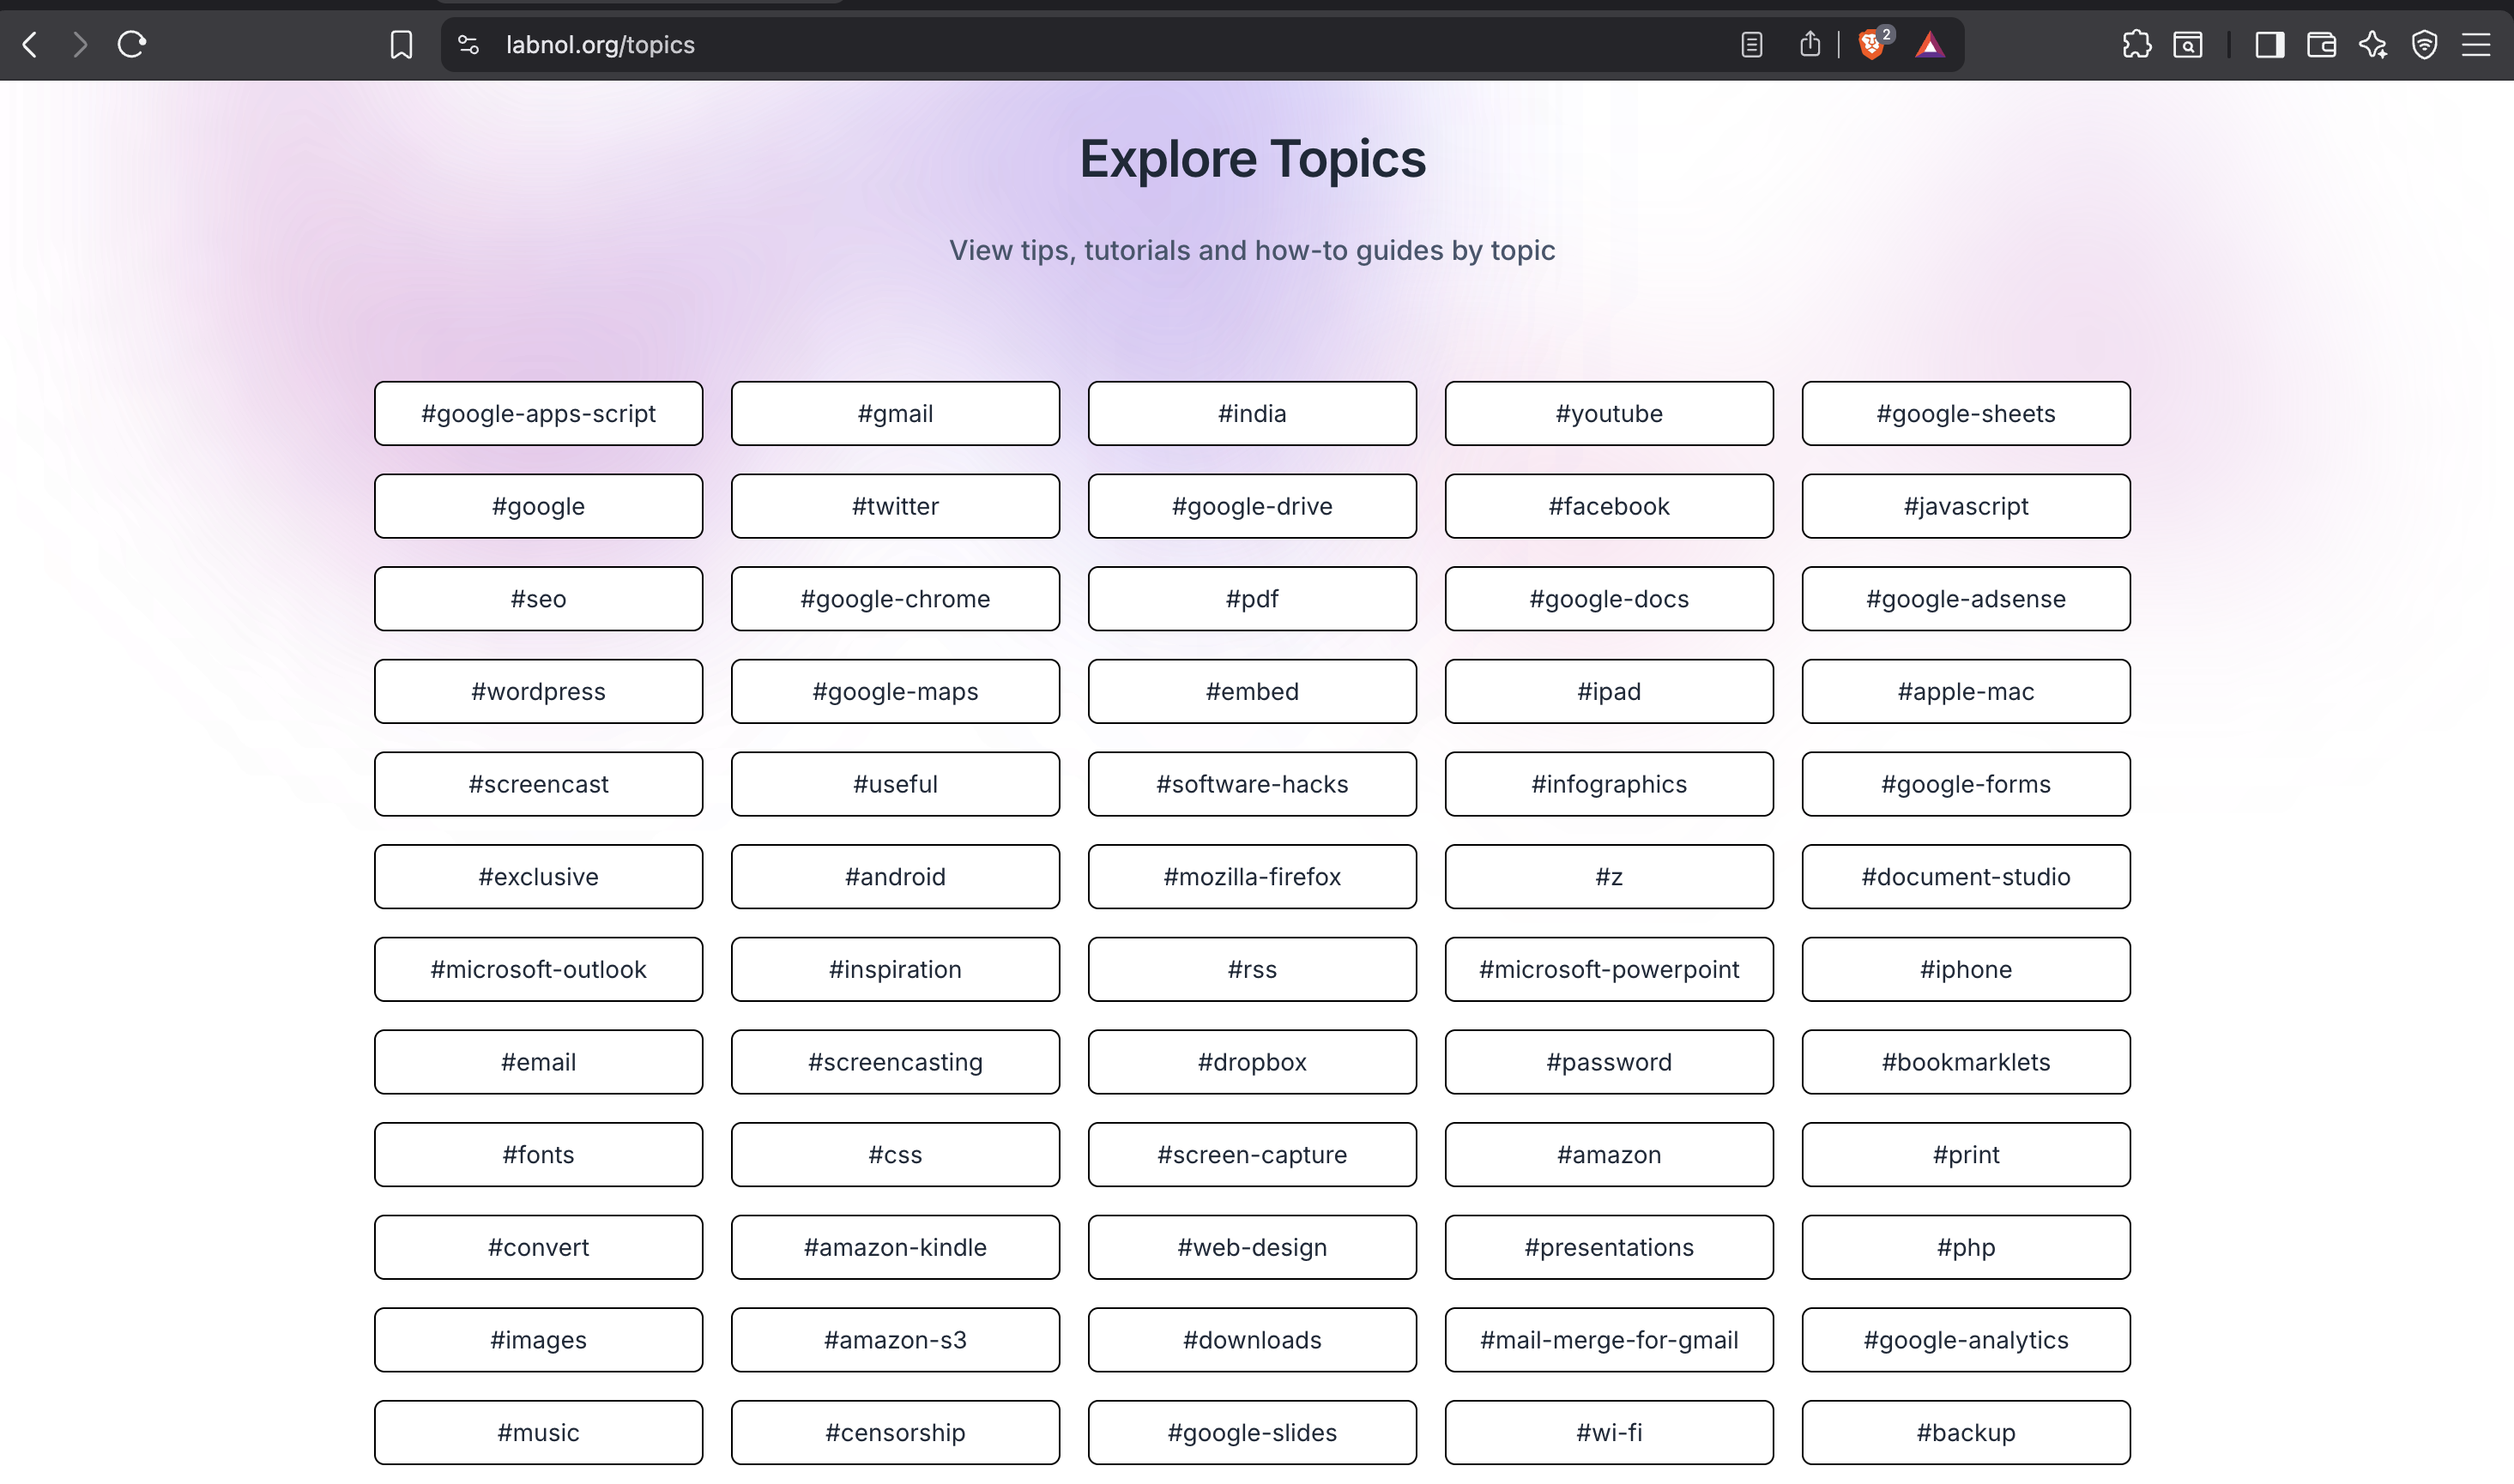 labnol.org/topics
2
Explore Topics
View tips, tutorials and how-to guides by topic
#google-apps-script #gmail #india #youtube #google-sheets
#google #twitter #google-drive #facebook #javascript
#seo #google-chrome #pdf #google-docs #google-adsense
#wordpress #google-maps #embed #ipad #apple-mac
#screencast #useful #software-hacks #infographics #google-forms
#exclusive #android #mozilla-firefox #z #document-studio
#microsoft-outlook #inspiration #rss #microsoft-powerpoint #iphone
#email #screencasting #dropbox #password #bookmarklets
#fonts #css #screen-capture #amazon #print
#convert #amazon-kindle #web-design #presentations #php
#images #amazon-s3 #downloads #mail-merge-for-gmail #google-analytics
#music #censorship #google-slides #wi-fi #backup